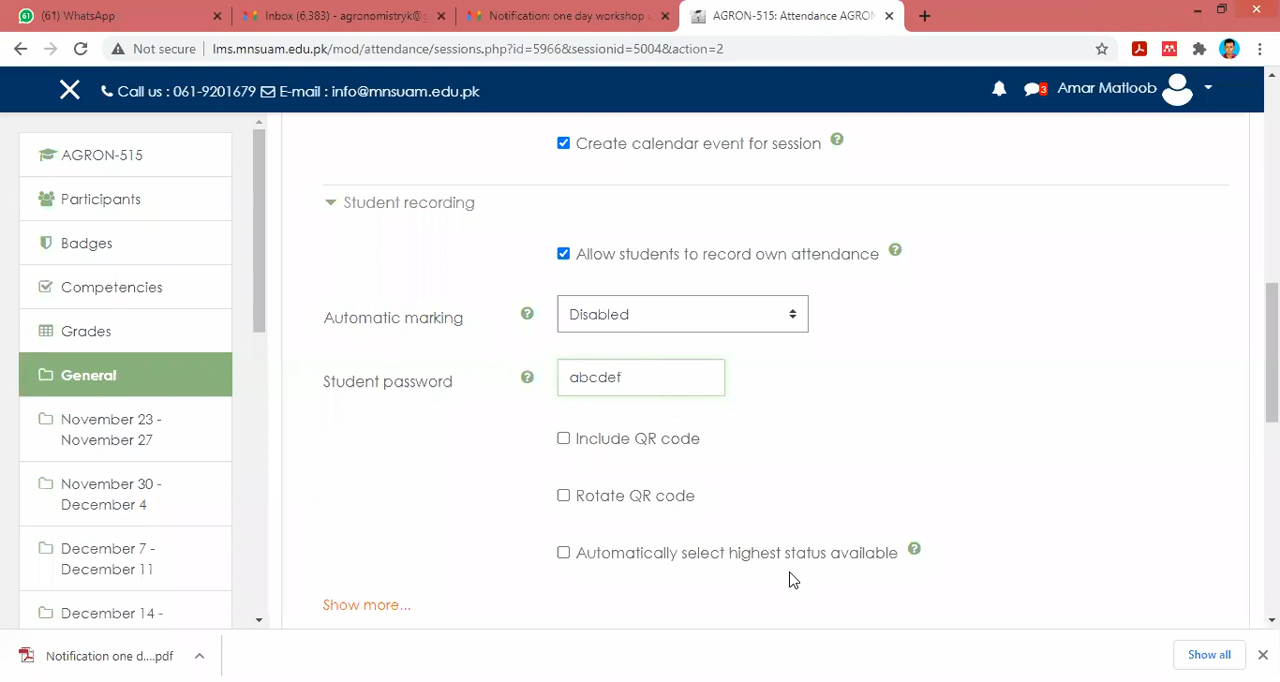 (61) WhatsApp
Inbox (6,383) - agronomistryk@g
Notification: one day workshop
AGRON-515: Attendance AGRON
Not secure
lms.mnsuam.edu.pk/mod/attendance/sessions.php?id=5966&sessionid=5004&action=2
Call us : 061-9201679 E-mail : info@mnsuam.edu.pk
3
Amar Matloob
AGRON-515
Participants
Badges
Competencies
Grades
General
November 23 -
November 27
November 30 -
December 4
December 7 -
December 11
December 14 -
Create calendar event for session
Student recording
Allow students to record own attendance
Automatic marking
Disabled
Student password
abcdef
Include QR code
Rotate QR code
Automatically select highest status available
Show more...
Notification one d....pdf
Show all